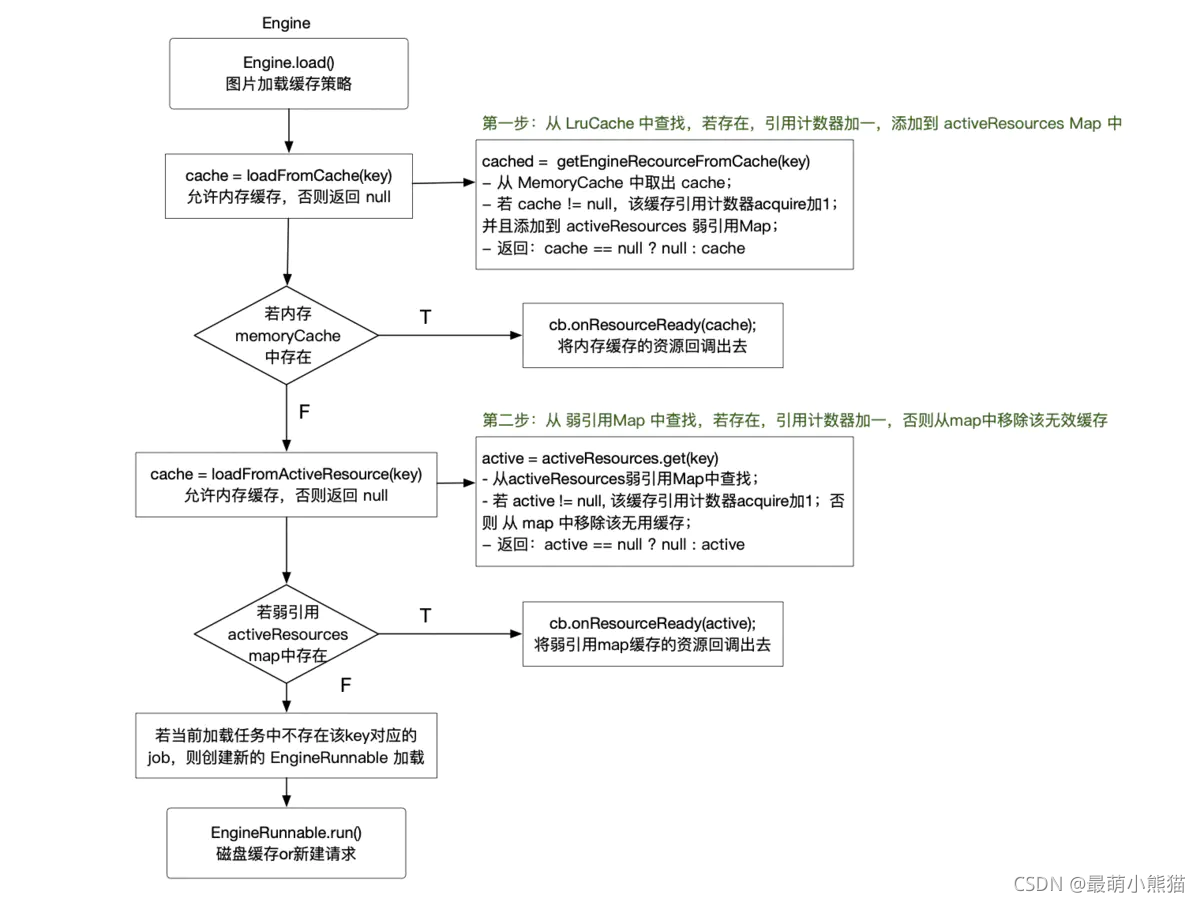 Engine
Engine.load()
图片加载缓存策略
第一步：从 LruCache 中查找，若存在，引用计数器加一，添加到 activeResources Map 中
cache = loadFromCache(key)
允许内存缓存，否则返回 null
cached =  getEngineRecourceFromCache(key)
– 从 MemoryCache 中取出 cache；
– 若 cache != null，该缓存引用计数器acquire加1；
并且添加到 activeResources 弱引用Map；
– 返回：cache == null ? null : cache
若内存
memoryCache
中存在
T
cb.onResourceReady(cache);
将内存缓存的资源回调出去
F
第二步：从 弱引用Map 中查找，若存在，引用计数器加一，否则从map中移除该无效缓存
cache = loadFromActiveResource(key)
允许内存缓存，否则返回 null
active = activeResources.get(key)
- 从activeResources弱引用Map中查找；
- 若 active != null, 该缓存引用计数器acquire加1；否
则 从 map 中移除该无用缓存；
– 返回：active == null ? null : active
若弱引用
activeResources
map中存在
T
cb.onResourceReady(active);
将弱引用map缓存的资源回调出去
F
若当前加载任务中不存在该key对应的
job，则创建新的 EngineRunnable 加载
EngineRunnable.run()
磁盘缓存or新建请求
CSDN @最萌小熊猫